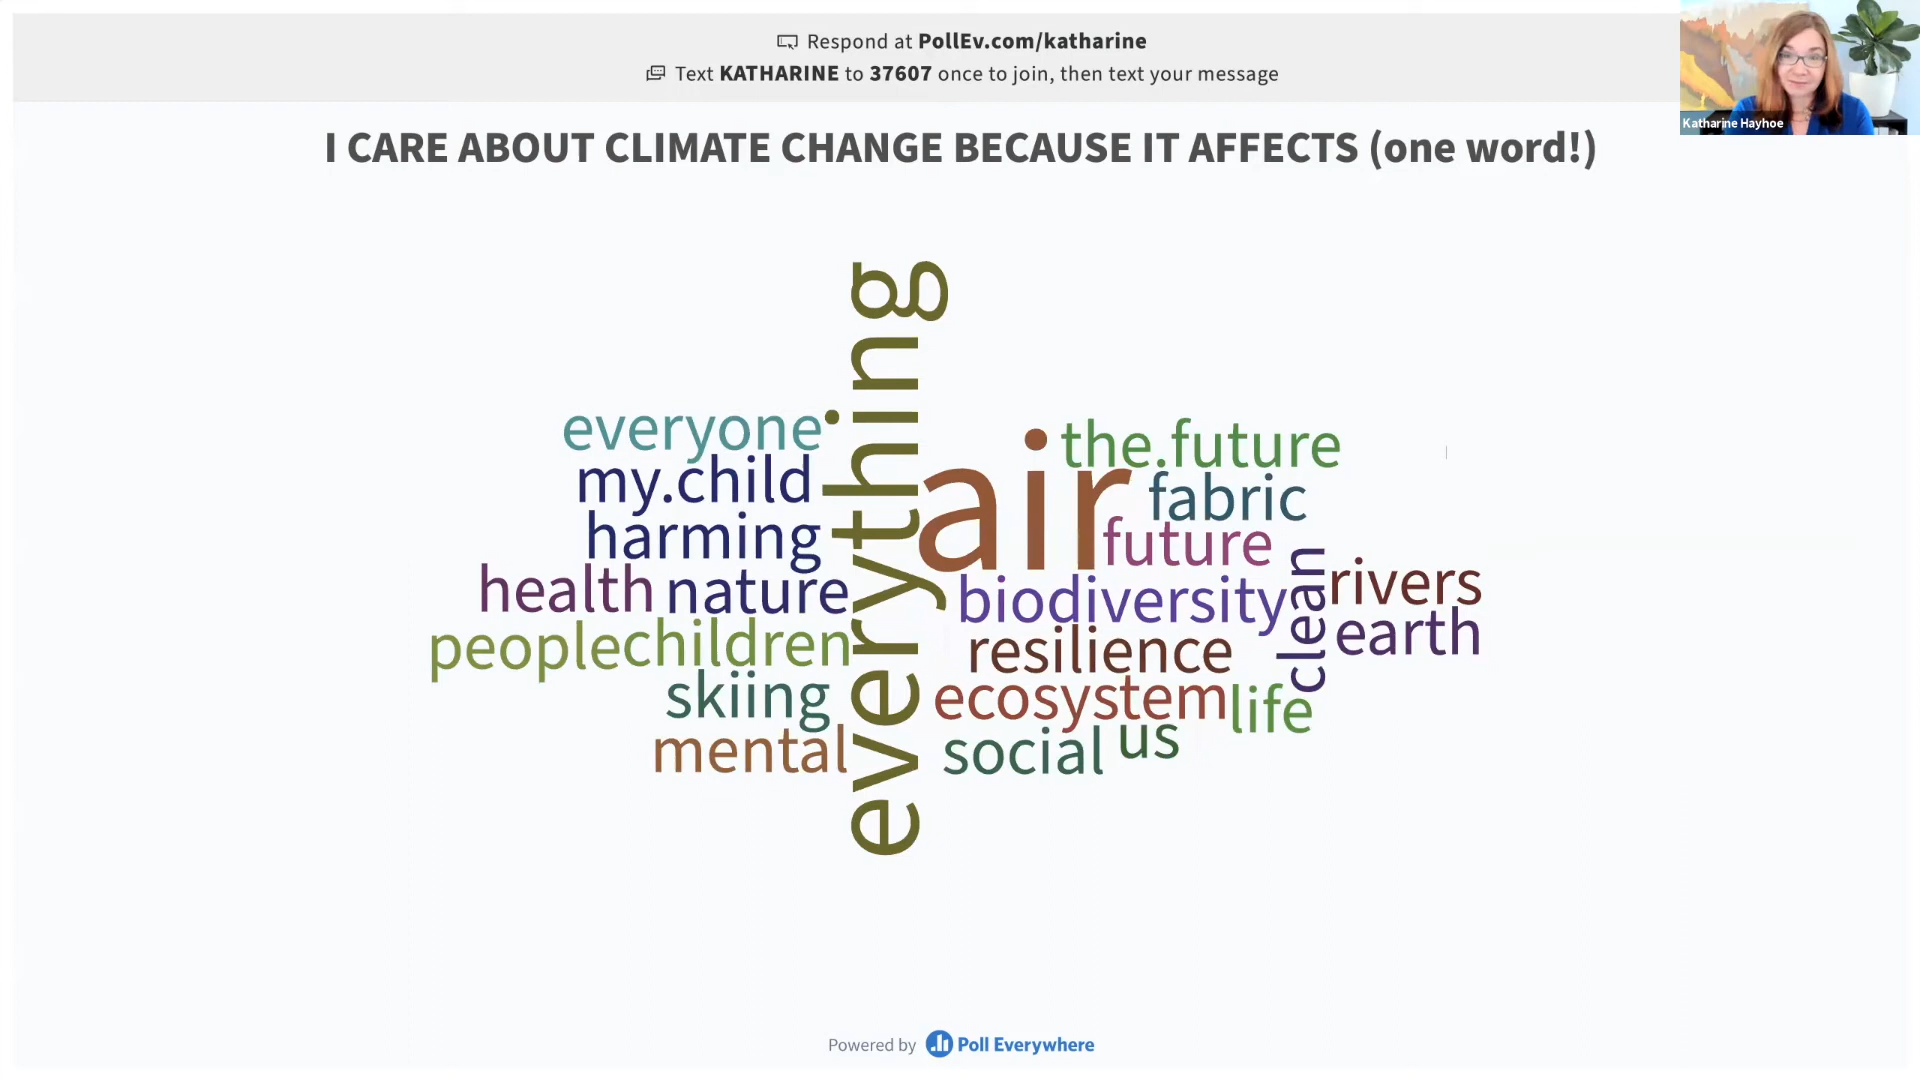 Respond at PollEv.com/katharine
Text KATHARINE to 37607 once to join, then text your message
Katharine Hayhoe
I CARE ABOUT CLIMATE CHANGE BECAUSE IT AFFECTS (one word!)
everything
everyone
air
the.future
my.child
fabric
harming
future
health
nature
biodiversity
clean
rivers
people
children
resilience
earth
skiing
ecosystem
life
mental
social
us
Powered by Poll Everywhere